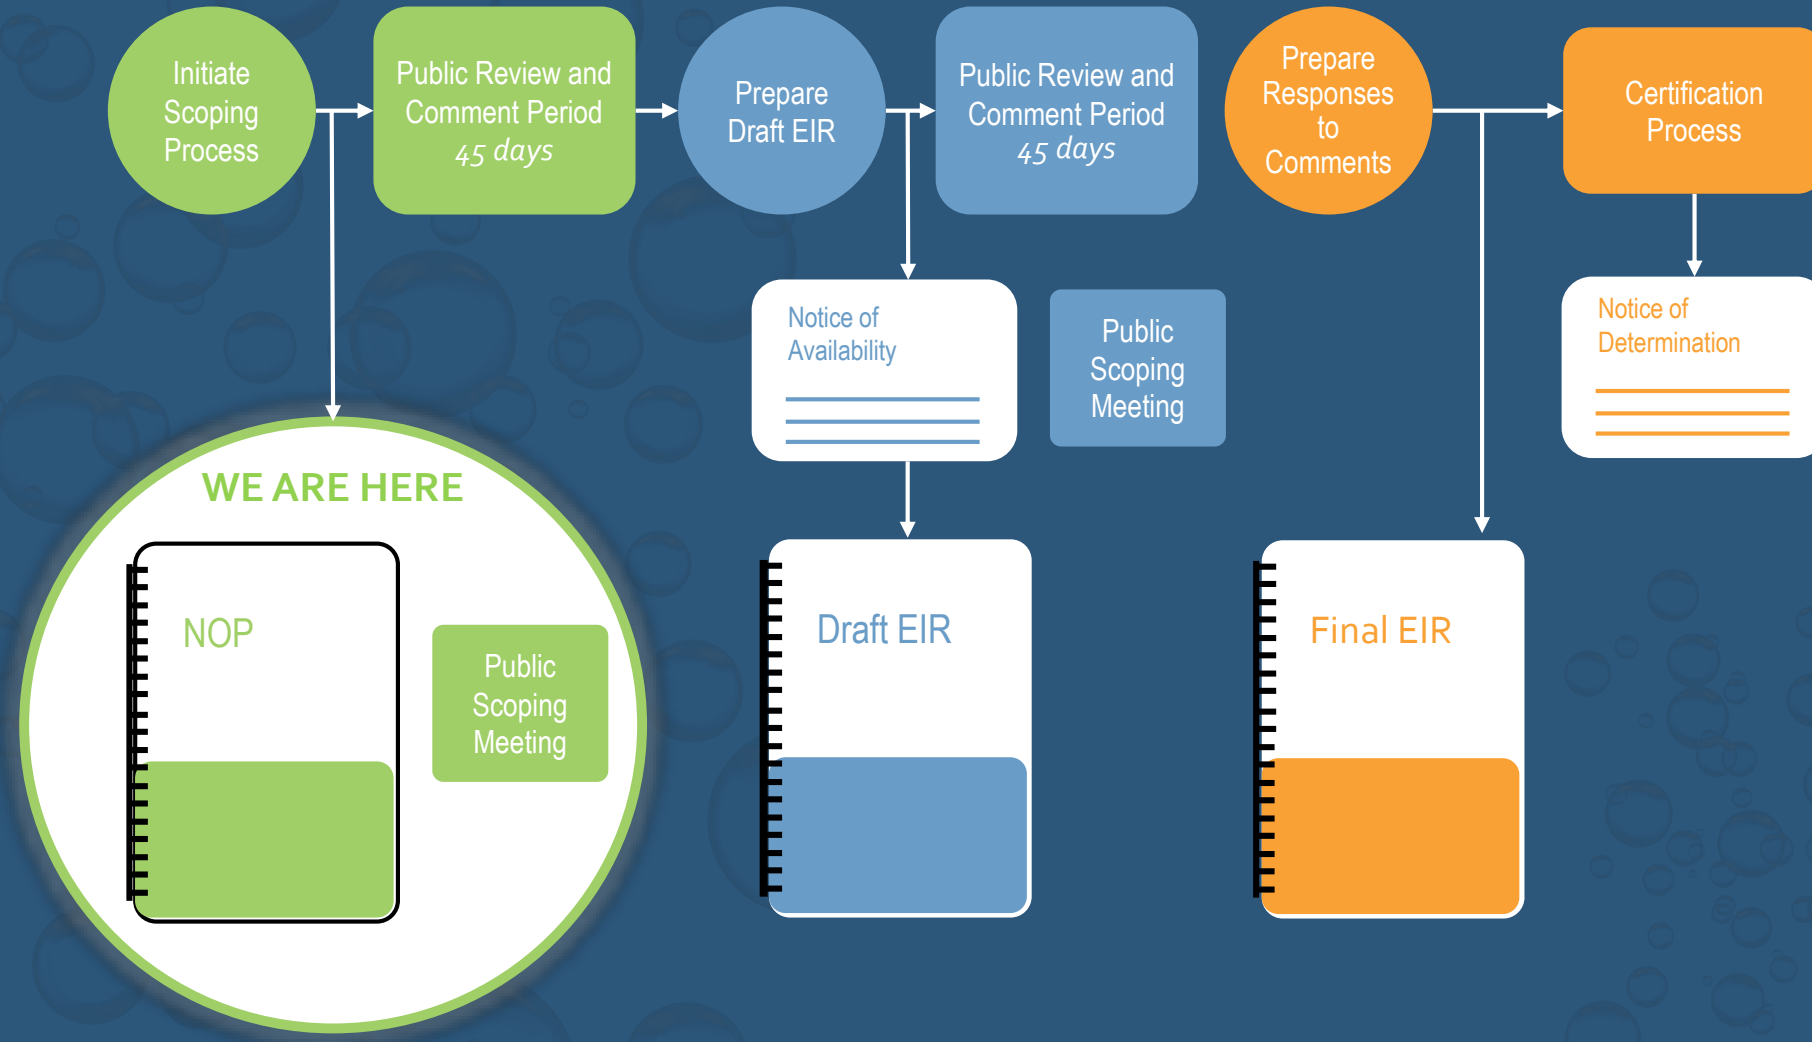 Initiate
Scoping
Process
Public Review and
Comment Period
45 days
Prepare
Draft EIR
Public Review and
Comment Period
45 days
Prepare
Responses
to
Comments
Certification
Process
Notice of
Availability
Public
Scoping
Meeting
Notice of
Determination
WE ARE HERE
NOP
Public
Scoping
Meeting
Draft EIR
Final EIR